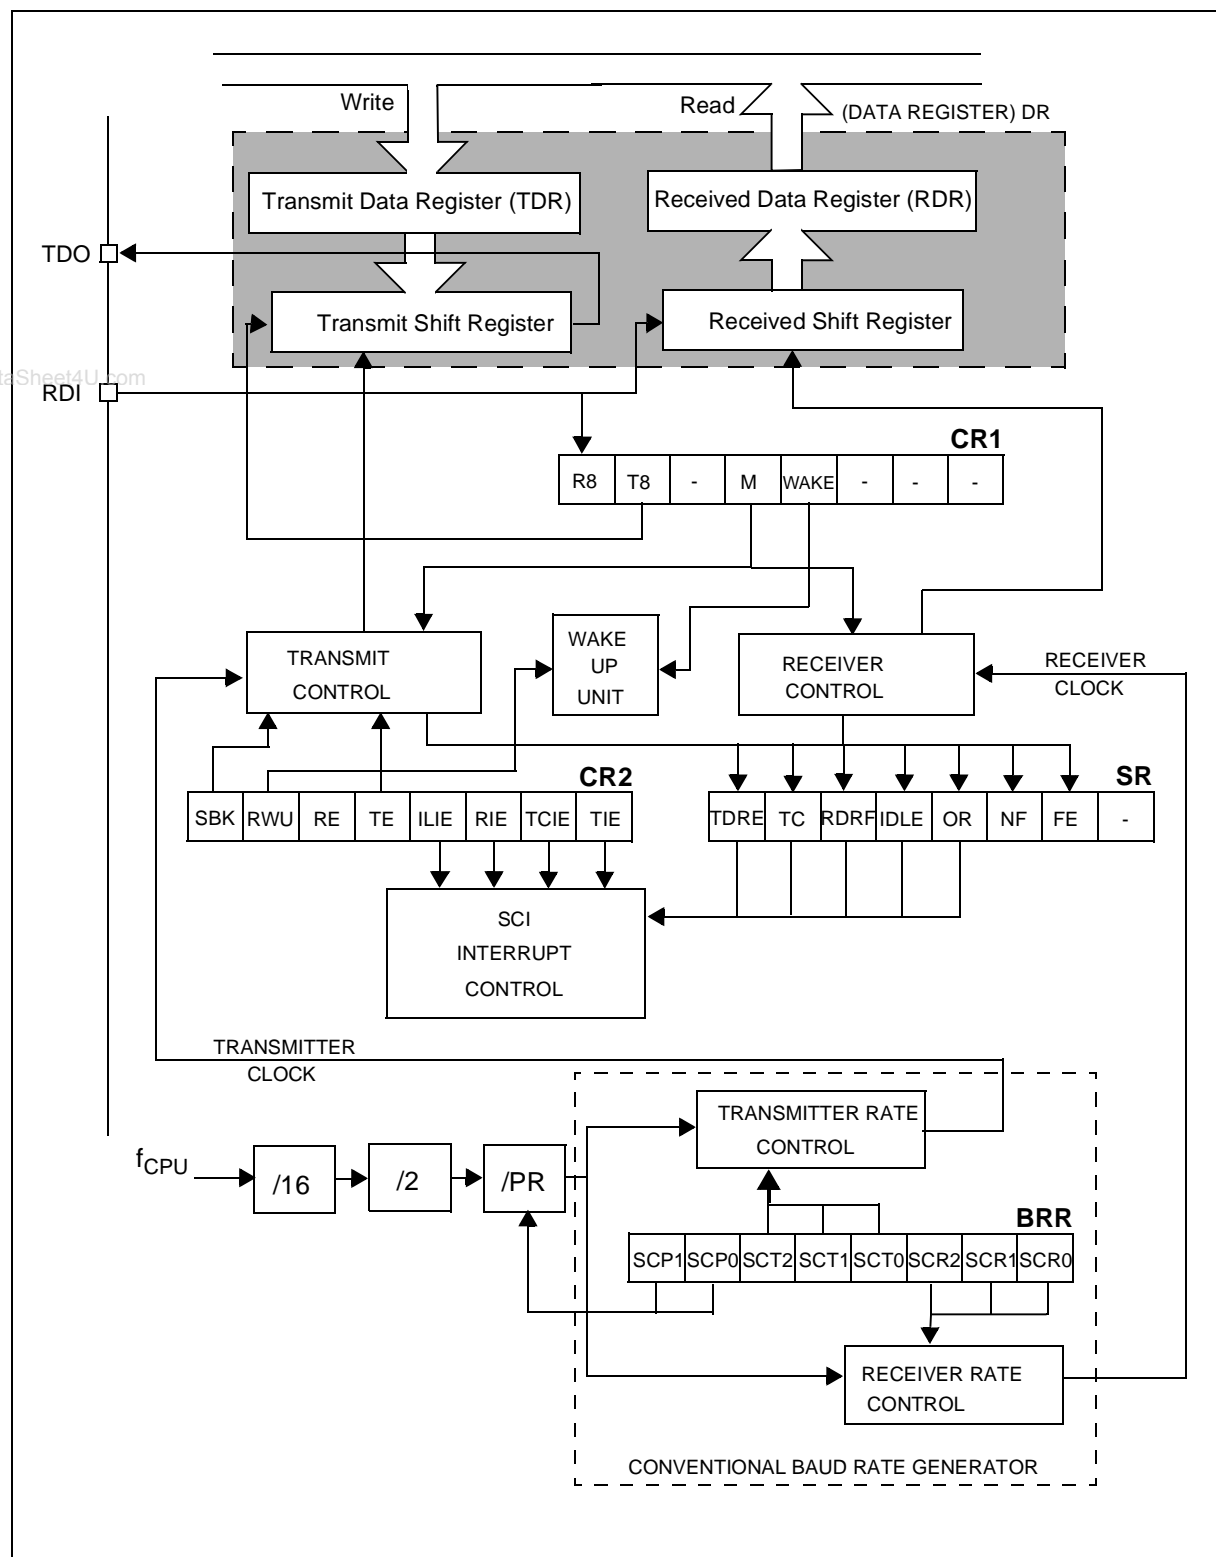 Write
Read
(DATA REGISTER) DR
Transmit Data Register (TDR)
Received Data Register (RDR)
TDO
Transmit Shift Register
Received Shift Register
taSheet4U.com
RDI
CR1
R8 T8 - M WAKE - - -
TRANSMIT
CONTROL
WAKE
UP
UNIT
RECEIVER
CONTROL
RECEIVER
CLOCK
CR2
SBK RWU RE TE ILIE RIE TCIE TIE
SR
TDRE TC RDRF IDLE OR NF FE -
SCI
INTERRUPT
CONTROL
TRANSMITTER
CLOCK
TRANSMITTER RATE
CONTROL
fCPU
/16
/2
/PR
BRR
SCP1 SCP0 SCT2 SCT1 SCT0 SCR2 SCR1 SCR0
RECEIVER RATE
CONTROL
CONVENTIONAL BAUD RATE GENERATOR